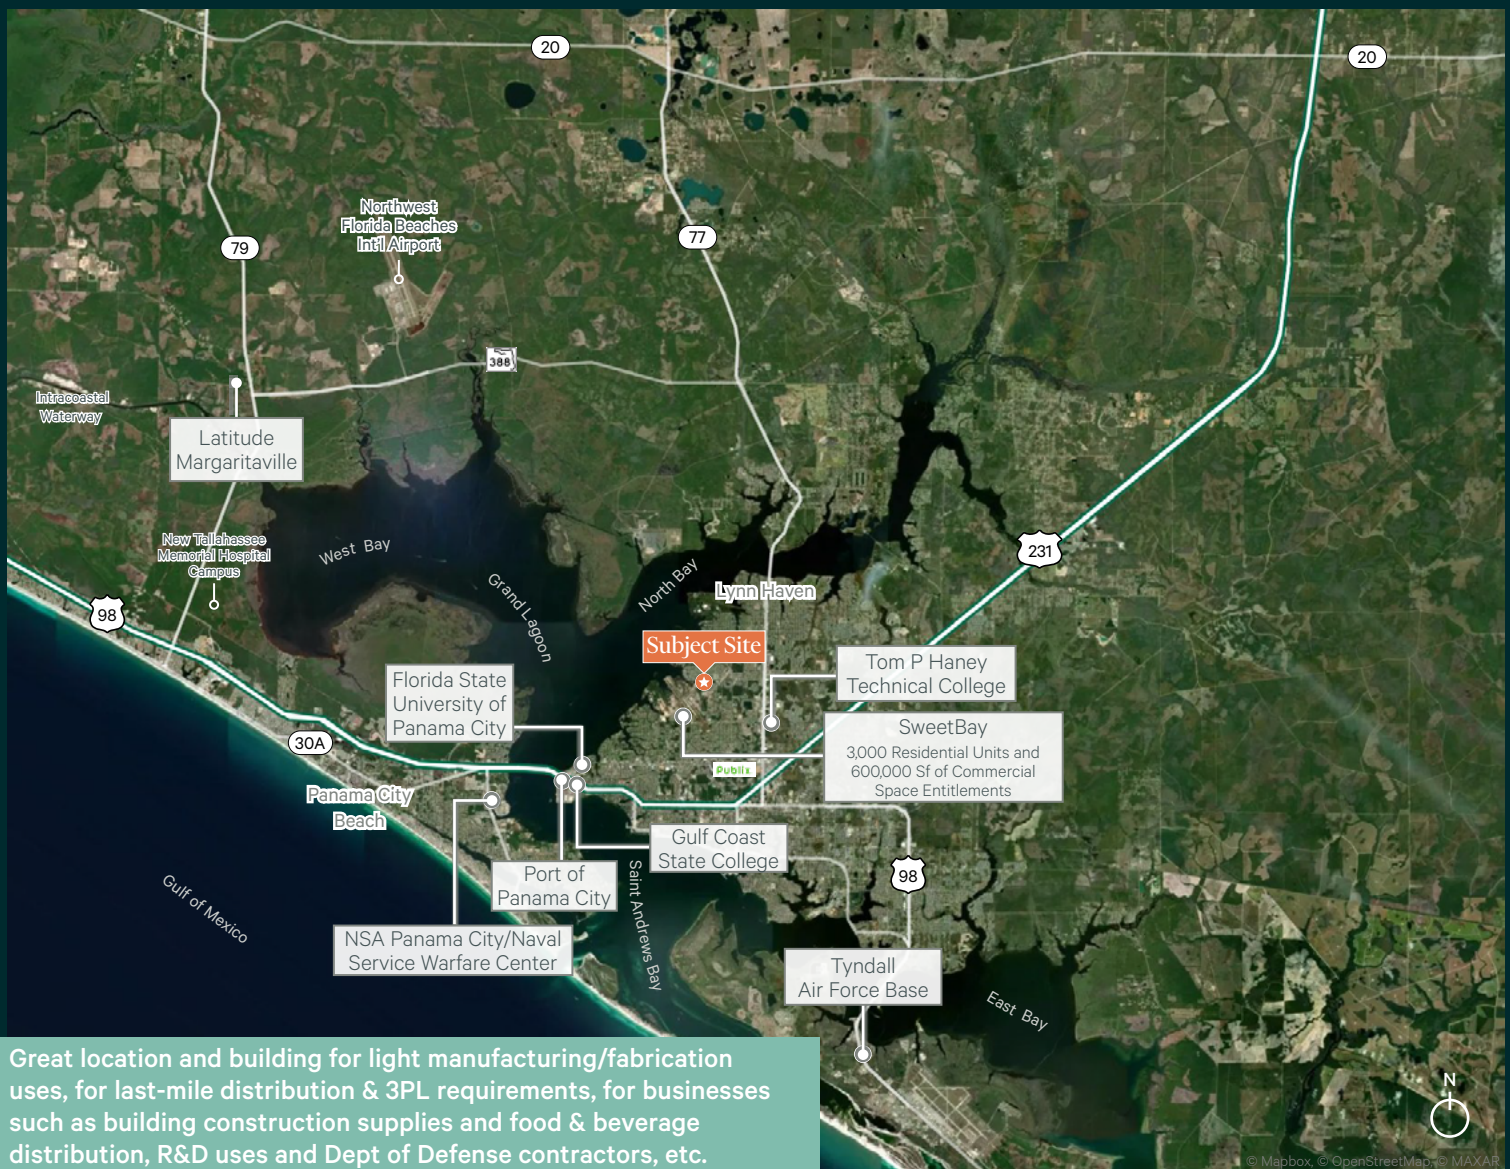 20
20
Northwest
Florida Beaches
Int'l Airport
79
77
388
Intracoastal
Waterway
Latitude
Margaritaville
New Tallahassee
Memorial Hospital
Campus
West Bay
Grand Lagoon
North Bay
Lynn Haven
231
98
Subject Site
Tom P Haney
Technical College
Florida State
University of
Panama City
SweetBay
3,000 Residential Units and
600,000 Sf of Commercial
Space Entitlements
30A
Publix
Panama City
Beach
Gulf Coast
State College
Port of
Panama City
98
Gulf of Mexico
Saint Andrews Bay
NSA Panama City/Naval
Service Warfare Center
Tyndall
Air Force Base
East Bay
Great location and building for light manufacturing/fabrication
uses, for last-mile distribution & 3PL requirements, for businesses
such as building construction supplies and food & beverage
distribution, R&D uses and Dept of Defense contractors, etc.
N
© Mapbox, © OpenStreetMap, © MAXAR